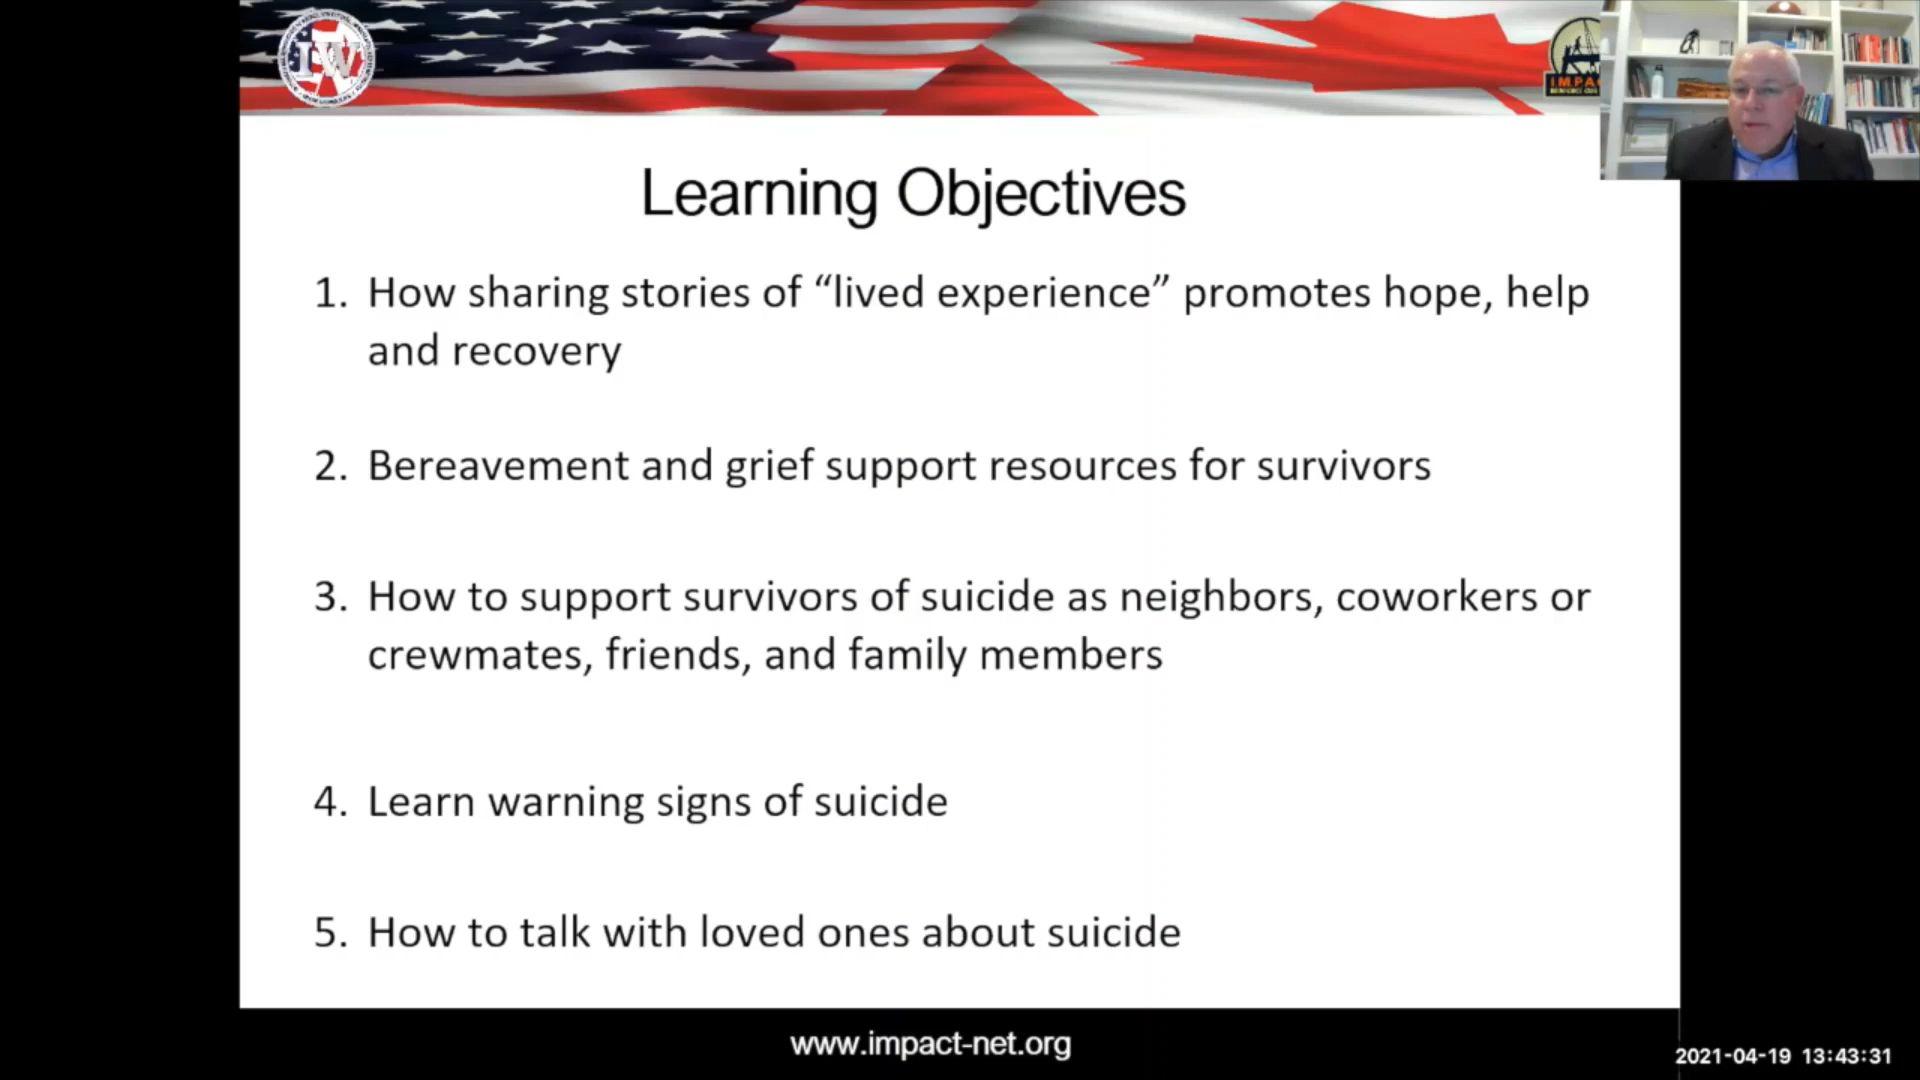 IW
IMPA
Learning Objectives
1. How sharing stories of “lived experience” promotes hope, help
and recovery
2. Bereavement and grief support resources for survivors
3. How to support survivors of suicide as neighbors, coworkers or
crewmates, friends, and family members
4. Learn warning signs of suicide
5. How to talk with loved ones about suicide
www.impact-net.org
2021-04-19 13:43:31